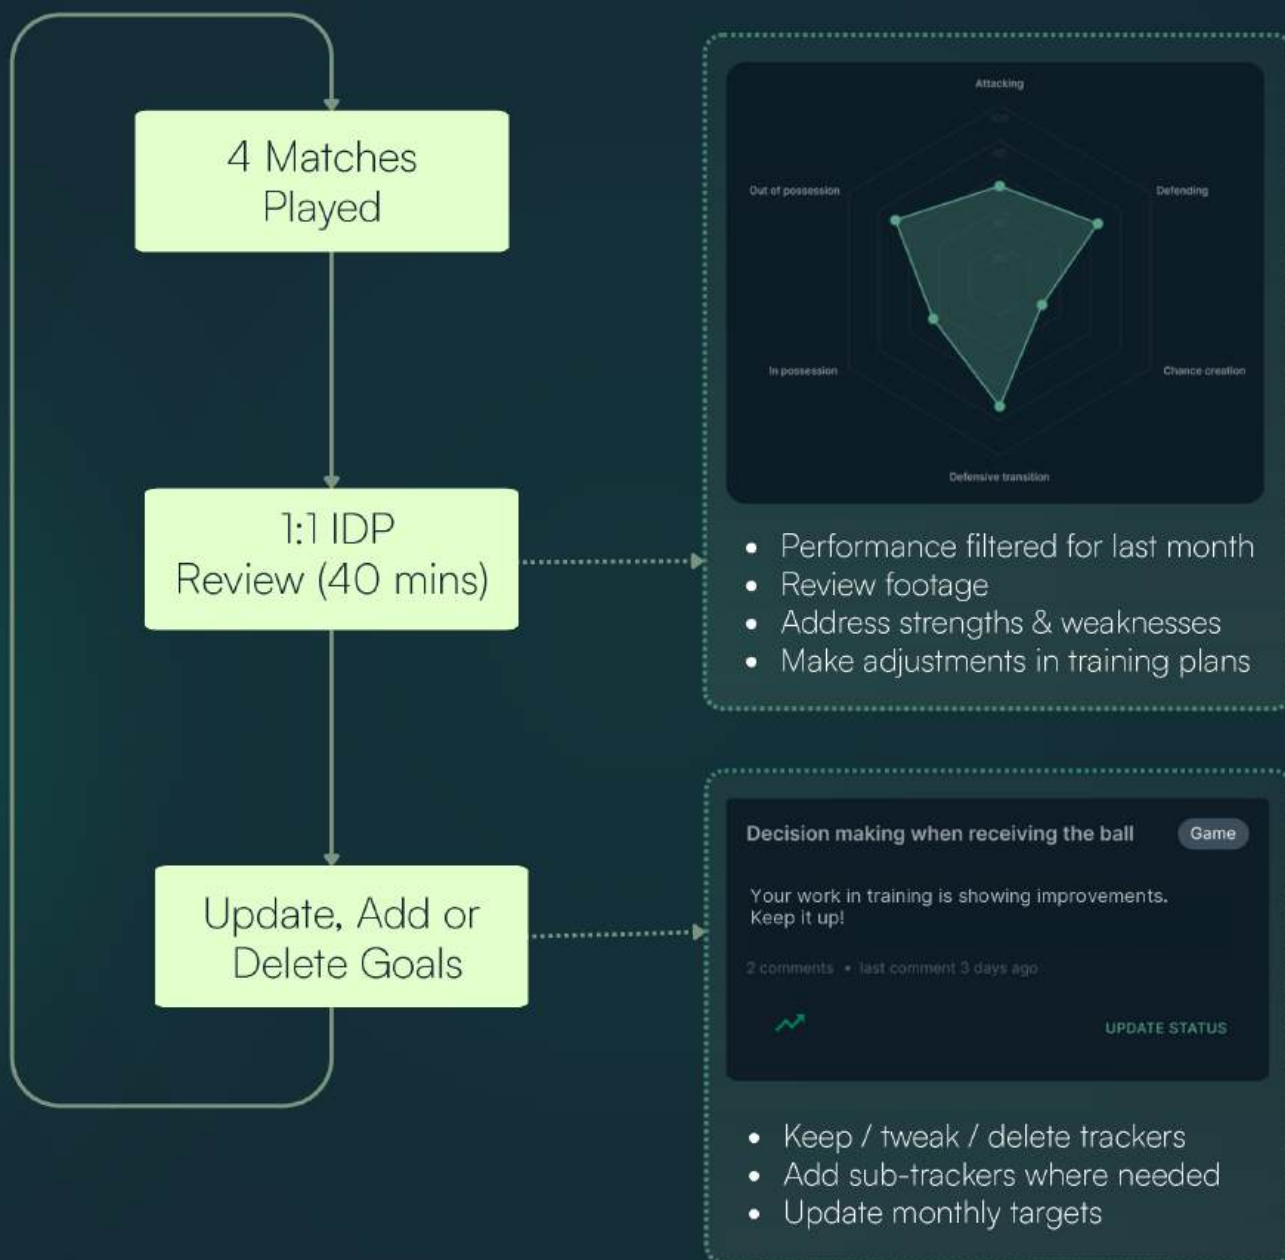 4 Matches
Played
1:1 IDP
Review (40 mins)
Update, Add or
Delete Goals
Attacking
Out of possession
Defending
In possession
Chance creation
Defensive transition
• Performance filtered for last month
• Review footage
• Address strengths & weaknesses
• Make adjustments in training plans
Decision making when receiving the ball
Game
Your work in training is showing improvements.
Keep it up!
2 comments • last comment 3 days ago
UPDATE STATUS
• Keep / tweak / delete trackers
• Add sub-trackers where needed
• Update monthly targets